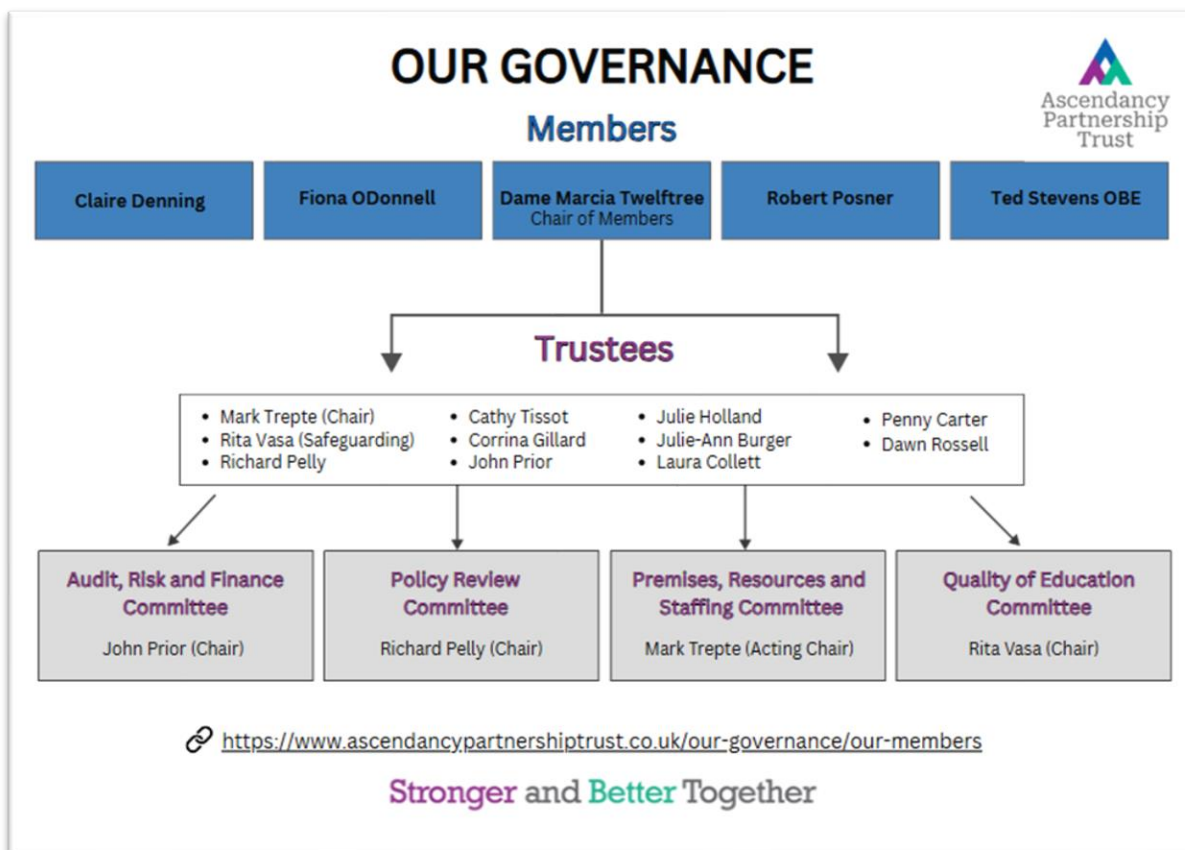 OUR GOVERNANCE
Ascendancy
Partnership
Trust
Members
Claire Denning
Fiona ODonnell
Dame Marcia Twelftree
Chair of Members
Robert Posner
Ted Stevens OBE
Trustees
• Mark Trepte (Chair)
• Rita Vasa (Safeguarding)
• Richard Pelly
• Cathy Tissot
• Corrina Gillard
• John Prior
• Julie Holland
• Julie-Ann Burger
• Laura Collett
• Penny Carter
• Dawn Rossell
Audit, Risk and Finance
Committee
John Prior (Chair)
Policy Review
Committee
Richard Pelly (Chair)
Premises, Resources and
Staffing Committee
Mark Trepte (Acting Chair)
Quality of Education
Committee
Rita Vasa (Chair)
https://www.ascendancypartnershiptrust.co.uk/our-governance/our-members
Stronger and Better Together